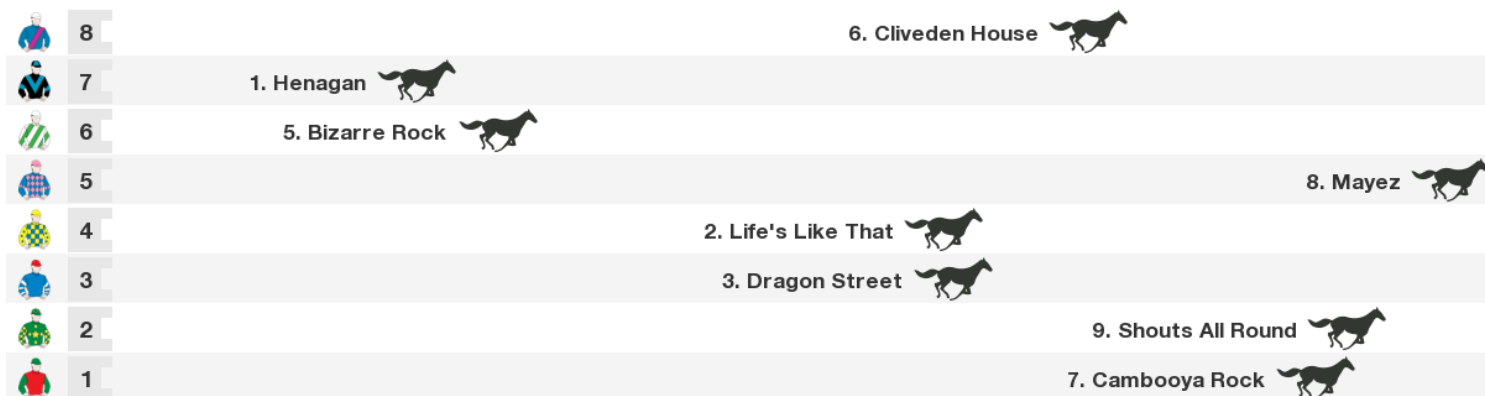 8 6. Cliveden House
7 1. Henagan
6 5. Bizarre Rock
5 8. Mayez
4 2. Life's Like That
3 3. Dragon Street
2 9. Shouts All Round
1 7. Cambooya Rock